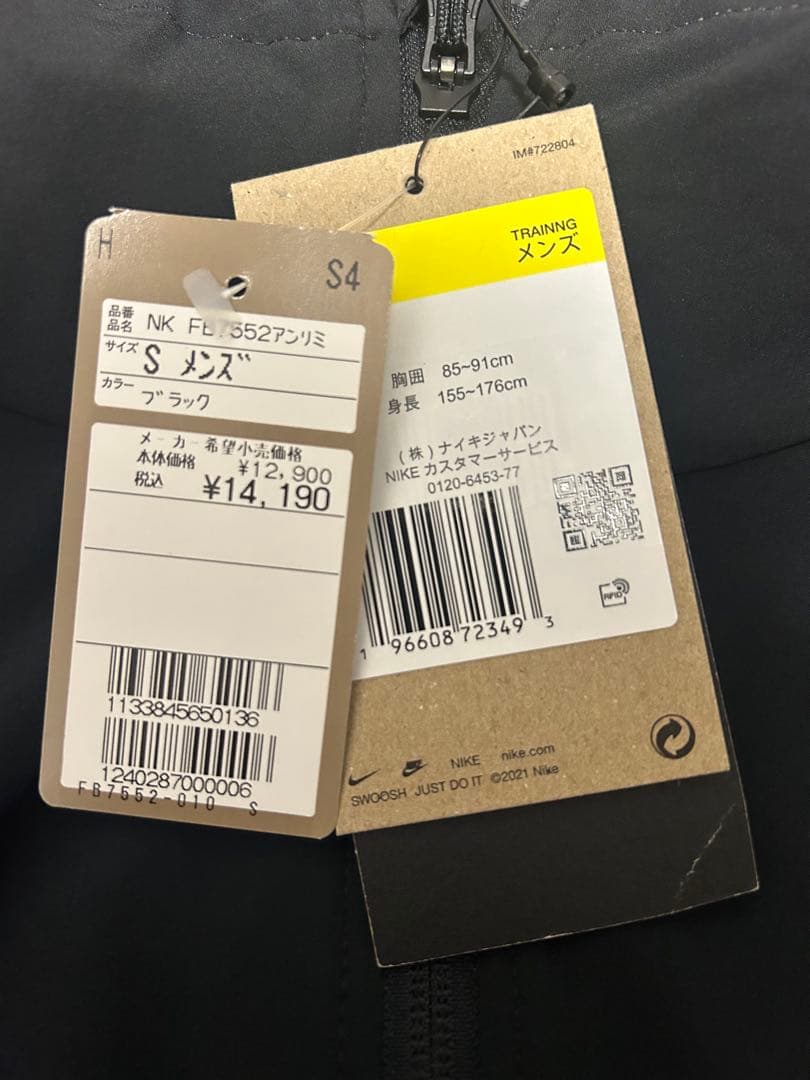 H
S4
品番
品名 NK FB7552アンリミ
サイズ S メンズ
カラー ブラック
メーカー希望小売価格
本体価格 ¥12,900
税込 ¥14,190
1133845650136
1240287000006
FB7552-010 S
IM#722804
TRAINNG
メンズ
胸囲 85~91cm
身長 155~176cm
(株)ナイキジャパン
NIKE カスタマーサービス
0120-6453-77
RFID
1 96608 72349 3
NIKE nike.com
SWOOSH JUST DO IT ©2021 Nike